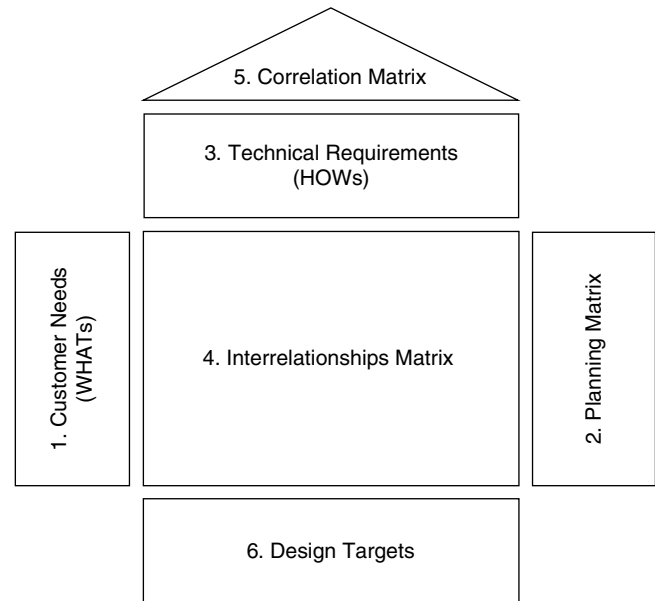 5. Correlation Matrix
3. Technical Requirements
(HOWs)
1. Customer Needs
(WHATs)
4. Interrelationships Matrix
2. Planning Matrix
6. Design Targets